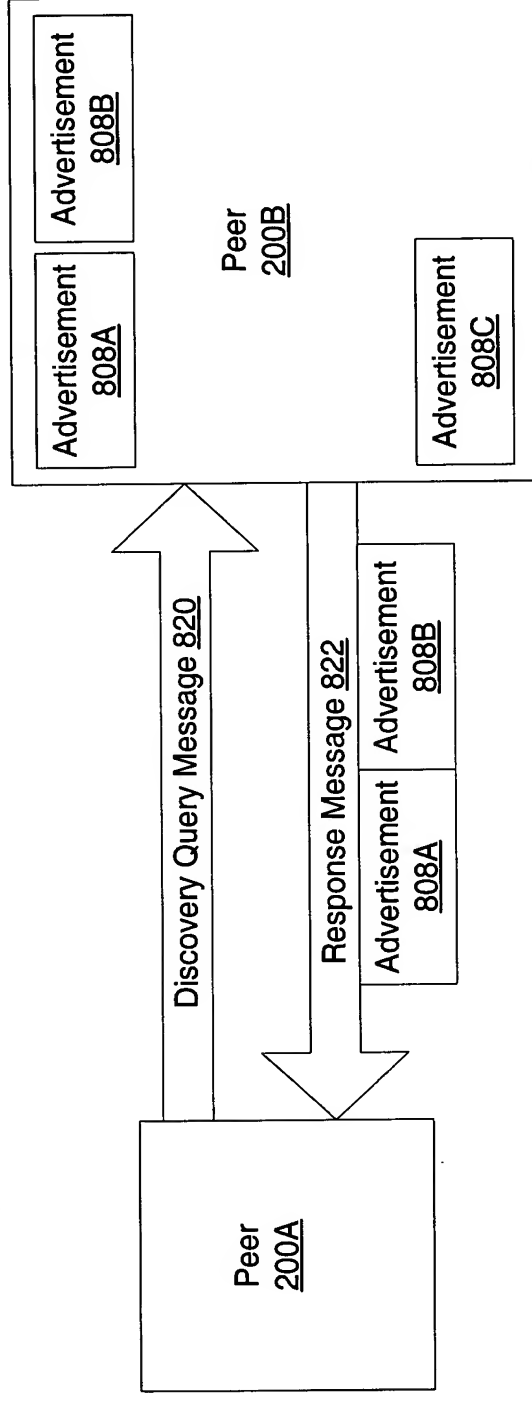 Peer
200A
Discovery Query Message 820
Response Message 822
Advertisement
808A
Advertisement
808B
Peer
200B
Advertisement
808A
Advertisement
808B
Advertisement
808C